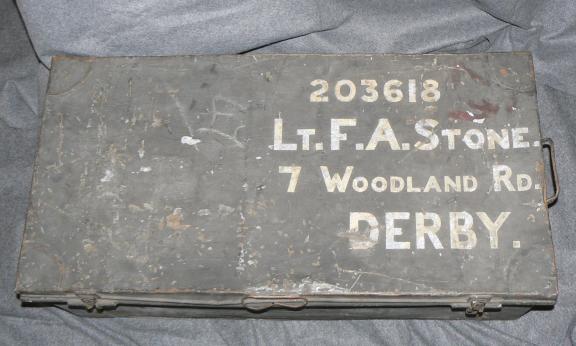 203618
LT. F. A. STONE.
7 WOODLAND RD.
DERBY.